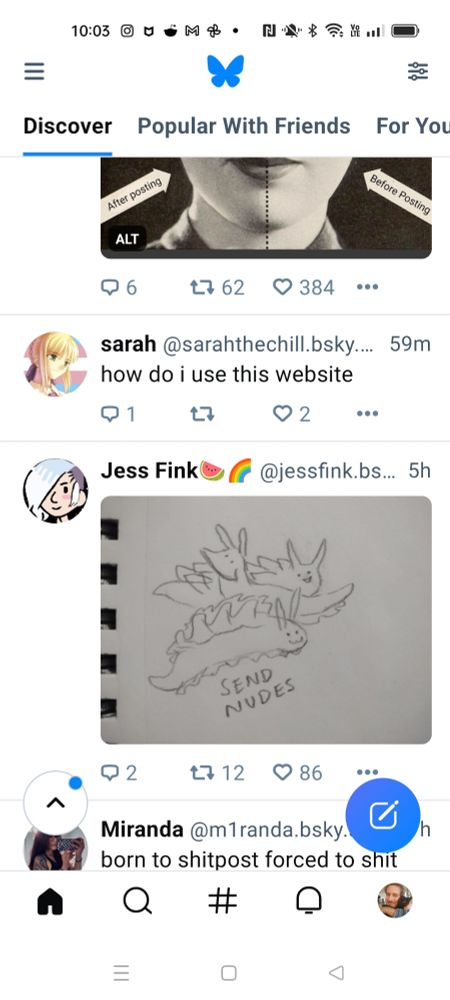 10:03
Discover Popular With Friends For You
After posting
Before Posting
ALT
6 62 384
sarah @sarahthechill.bsky.... 59m
how do i use this website
1 2
Jess Fink🍉🌈 @jessfink.bs... 5h
SEND
NUDES
2 12 86
Miranda @m1randa.bsky. h
born to shitpost forced to shit